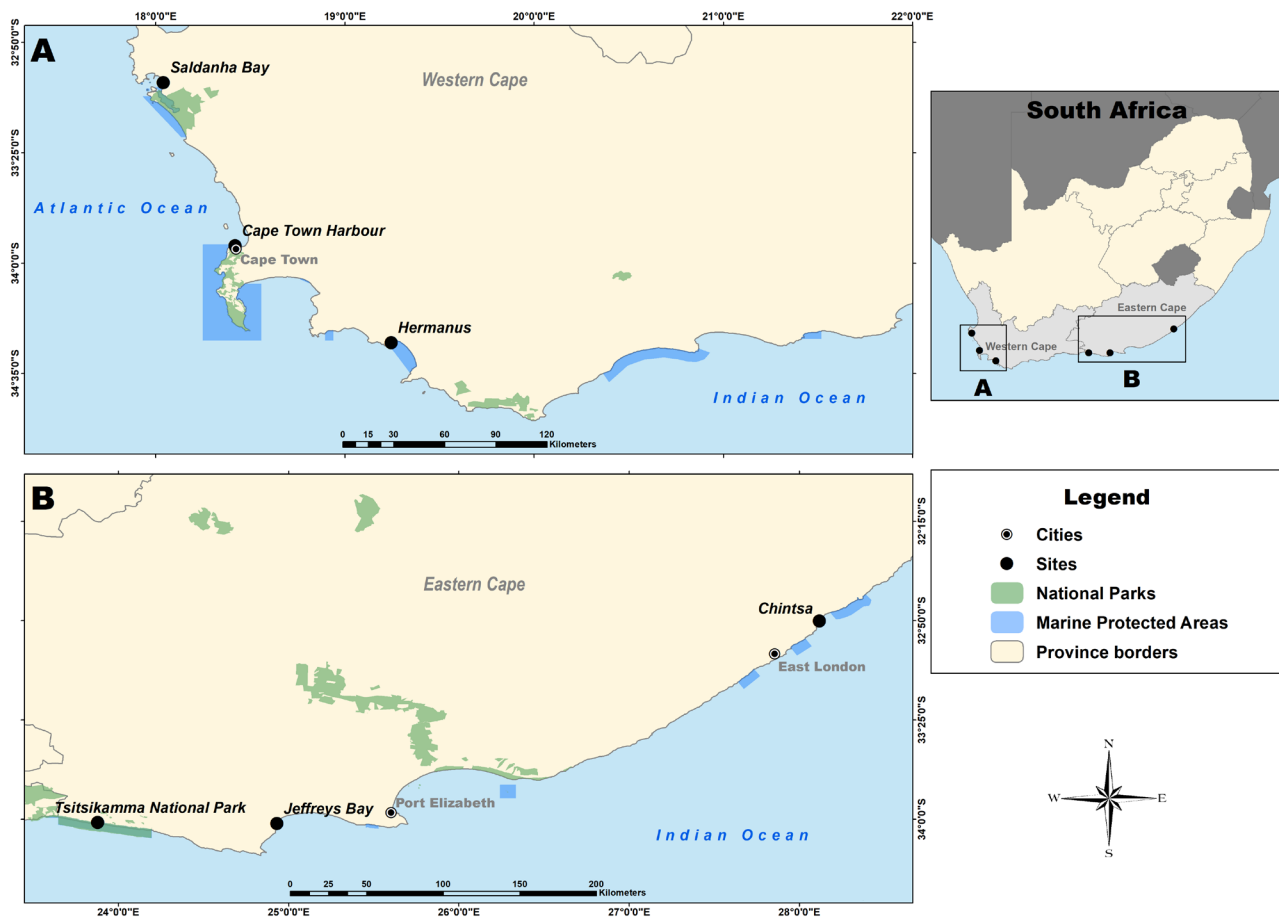 18°0'0"E 19°0'0"E 20°0'0"E 21°0'0"E 22°0'0"E
A
32°50'0"S
33°25'0"S
34°0'0"S
34°35'0"S
Saldanha Bay
Western Cape
Atlantic Ocean
Cape Town Harbour
Cape Town
Hermanus
Indian Ocean
0 15 30 60 90 120
Kilometers
South Africa
Eastern Cape
Western Cape
A
B
B
32°15'0"S
32°50'0"S
33°25'0"S
34°0'0"S
Eastern Cape
Chintsa
East London
Tsitsikamma National Park
Jeffreys Bay
Port Elizabeth
Indian Ocean
0 25 50 100 150 200
Kilometers
24°0'0"E 25°0'0"E 26°0'0"E 27°0'0"E 28°0'0"E
Legend
Cities
Sites
National Parks
Marine Protected Areas
Province borders
N
W E
S